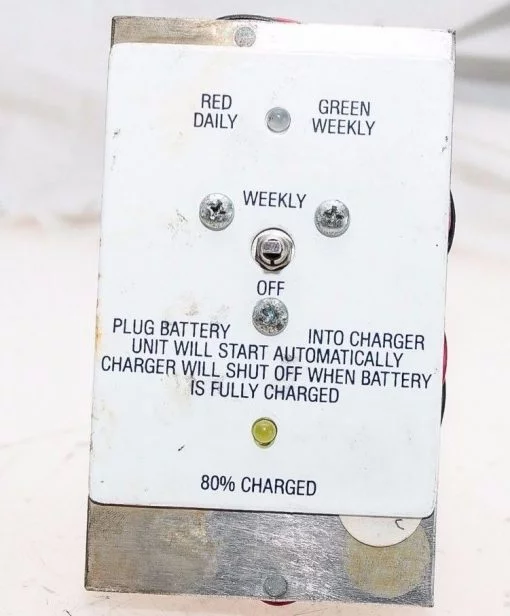 RED GREEN
DAILY WEEKLY
WEEKLY
OFF
PLUG BATTERY INTO CHARGER
UNIT WILL START AUTOMATICALLY
CHARGER WILL SHUT OFF WHEN BATTERY
IS FULLY CHARGED
80% CHARGED